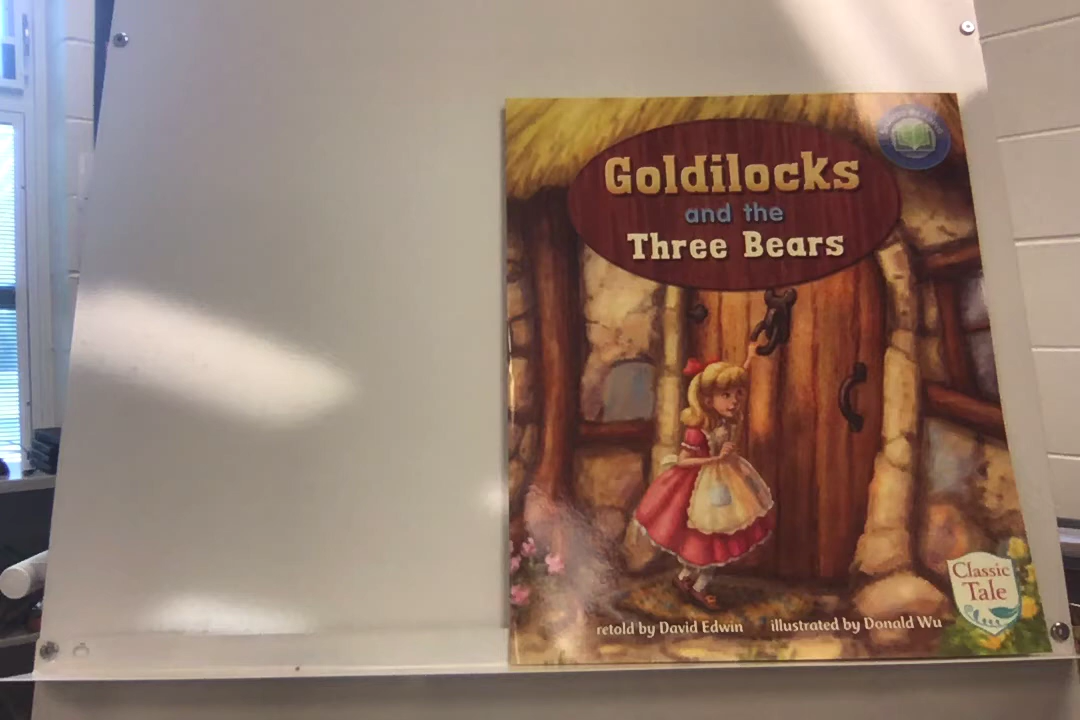 Goldilocks
and the
Three Bears
Classic
Tale
retold by David Edwin
illustrated by Donald Wu